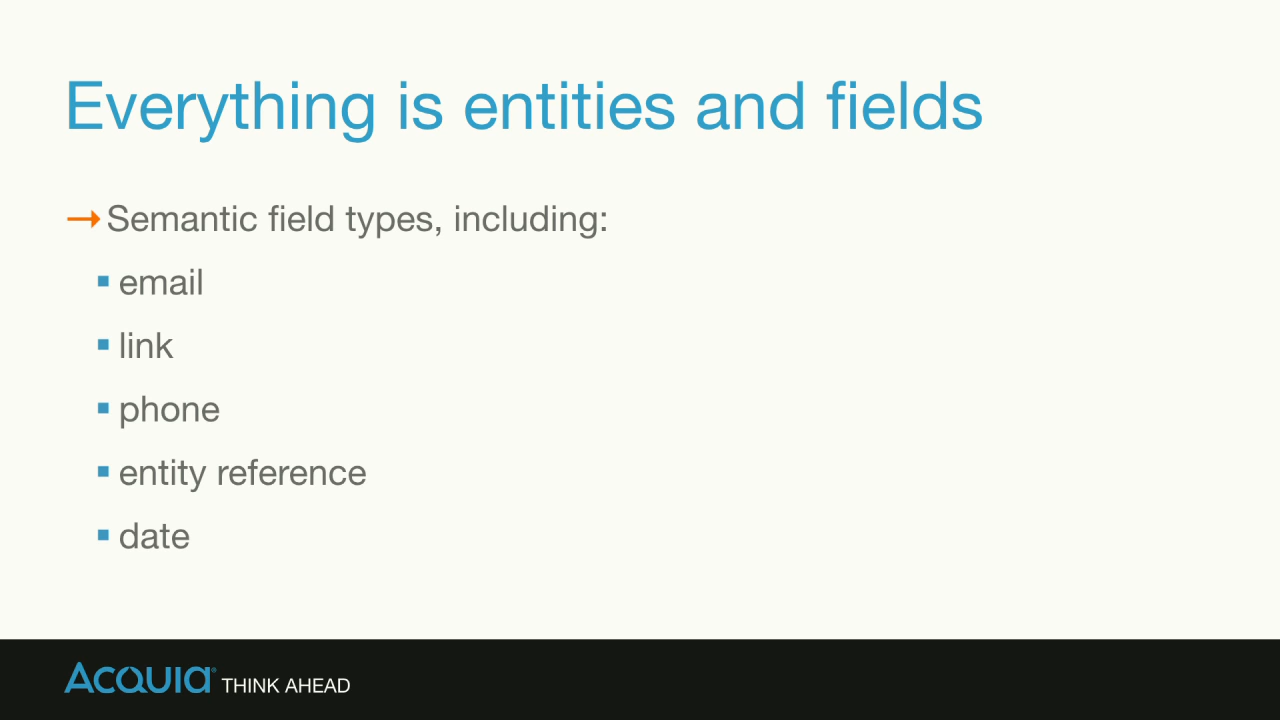 Everything is entities and fields
→ Semantic field types, including:
▪ email
▪ link
▪ phone
▪ entity reference
▪ date
ACQUIA® THINK AHEAD